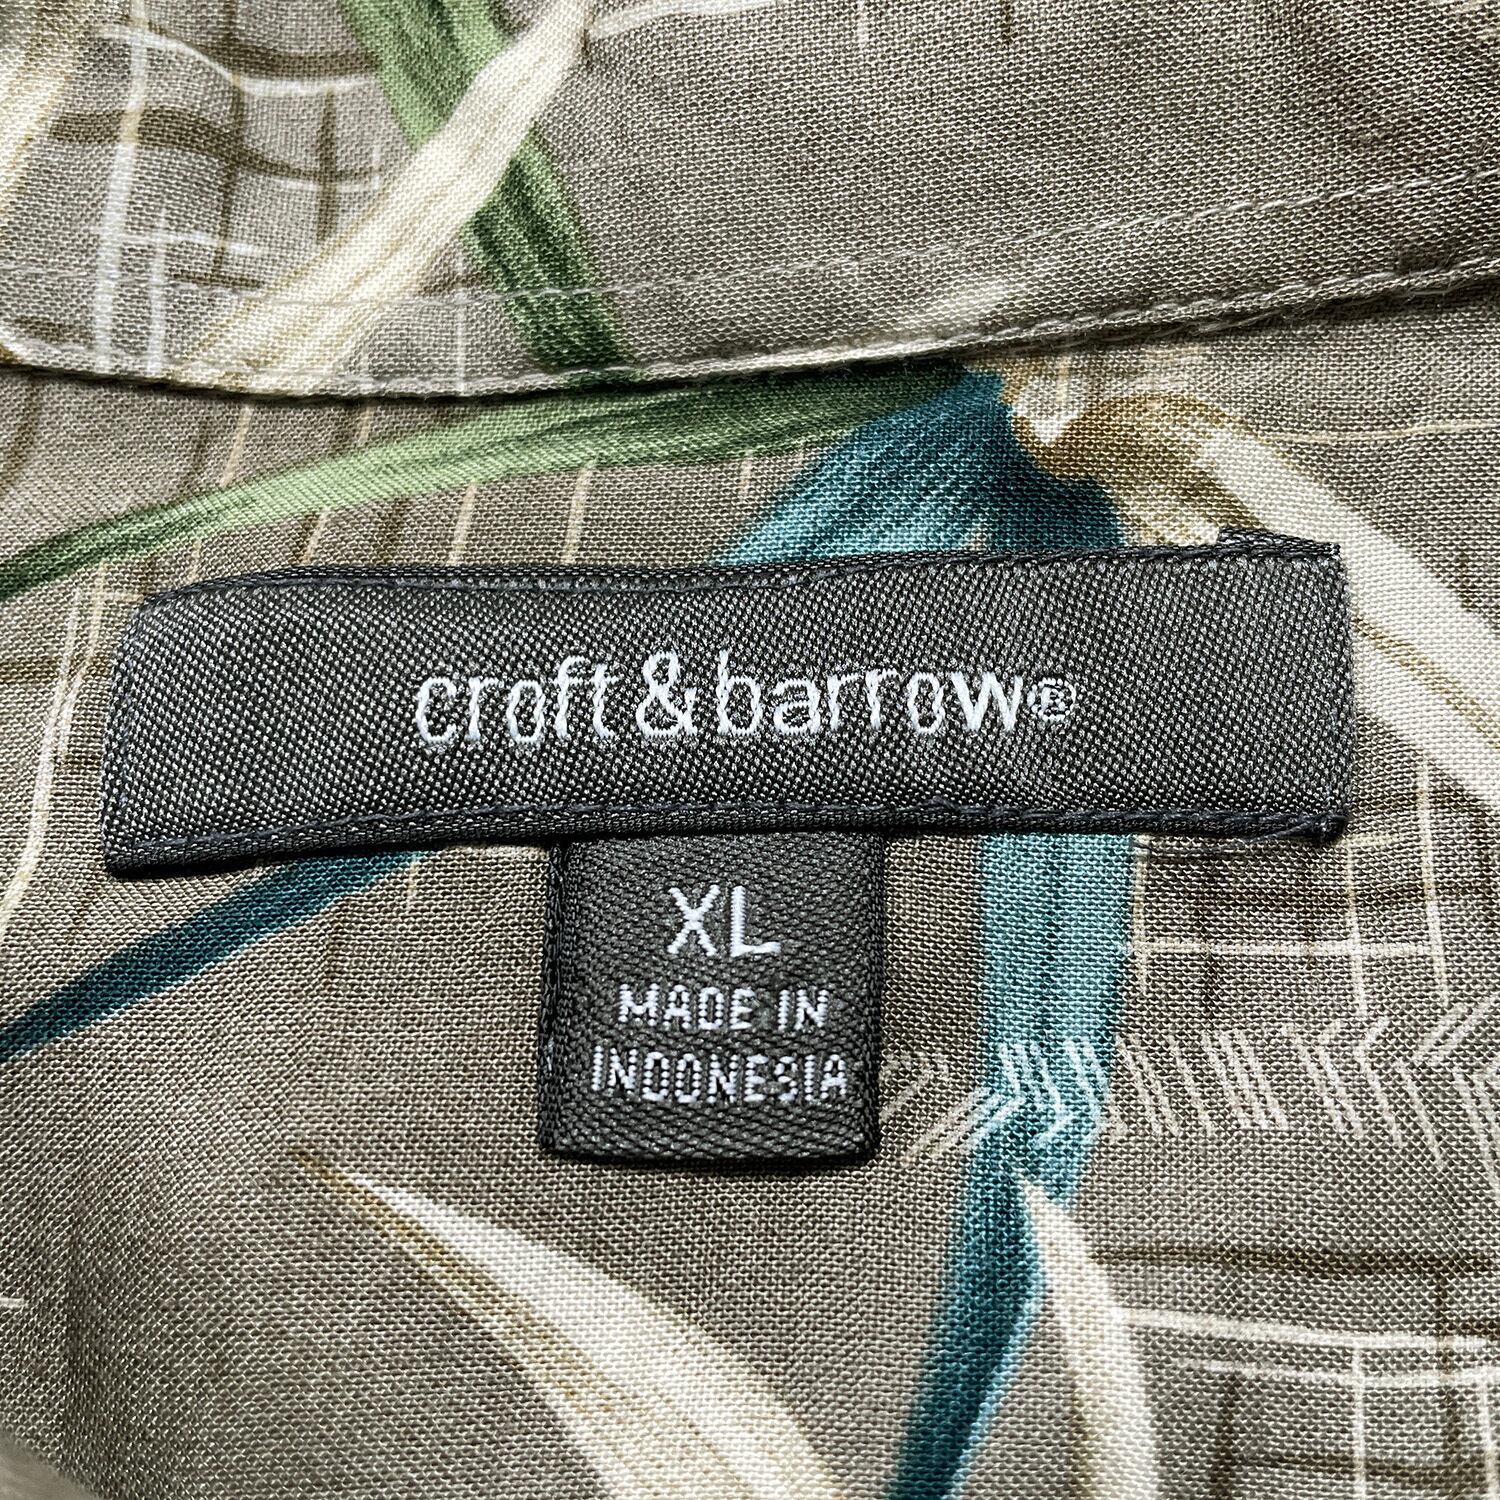 croft & barrow®
XL
MADE IN
INDONESIA